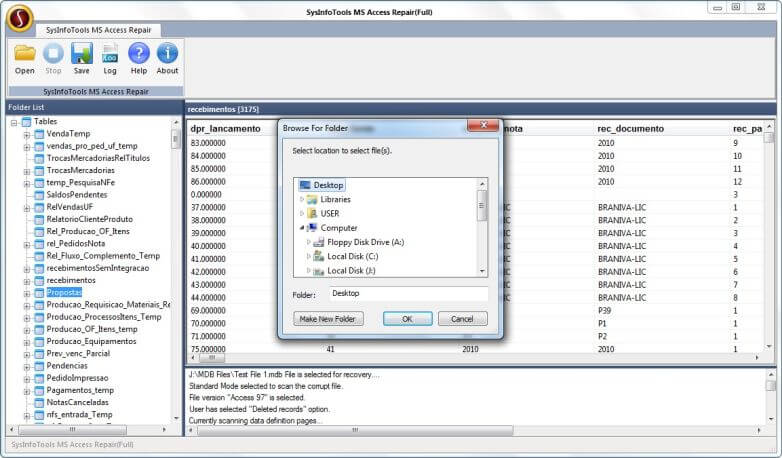 SysInfoTools MS Access Repair(Full)
SysInfoTools MS Access Repair
Open Stop Save Log Help About
LOG
SysInfoTools MS Access Repair
Folder List
Tables
VendaTemp
vendas_pro_ped_uf_temp
TrocasMercadoriasRelTitulos
TrocasMercadorias
temp_PesquisaNFe
SaldosPendentes
RelVendasUF
RelatorioClienteProduto
Rel_Producao_OF_Itens
rel_PedidosNota
Rel_Fluxo_Complemento_Temp
recebimentosSemIntegracao
recebimentos
Propostas
Producao_Requisicao_Materiais_Re
Producao_ProcessosItens_Temp
Producao_OF_Itens_temp
Producao_Equipamentos
Prev_venc_Parcial
Pendencias
PedidoImpressao
Pagamentos_temp
NotasCanceladas
nfs_entrada_Temp
recebimentos [3175]
dpr_lancamento nota rec_documento rec_pa
83.000000 2010 9
84.000000 2010 10
85.000000 2010 11
86.000000 2010 12
0.000000 3
37.000000 IC BRANIVA-LIC 1
38.000000 IC BRANIVA-LIC 2
39.000000 IC BRANIVA-LIC 3
40.000000 IC BRANIVA-LIC 4
41.000000 IC BRANIVA-LIC 5
42.000000 IC BRANIVA-LIC 6
43.000000 IC BRANIVA-LIC 7
44.000000 IC BRANIVA-LIC 8
69.000000 P39 1
70.000000 P1 1
71.000000 P2 1
75.000000 41 2010 2010 1
Browse For Folder
Select location to select file(s).
Desktop
Libraries
USER
Computer
Floppy Disk Drive (A:)
Local Disk (C:)
Local Disk (J:)
Folder: Desktop
Make New Folder OK Cancel
J:\MDB Files\Test File 1.mdb File is selected for recovery....
Standard Mode selected to scan the corrupt file.
File version "Access 97" is selected.
User has selected "Deleted records" option.
Currently scanning data definition pages...
SysInfoTools MS Access Repair(Full)